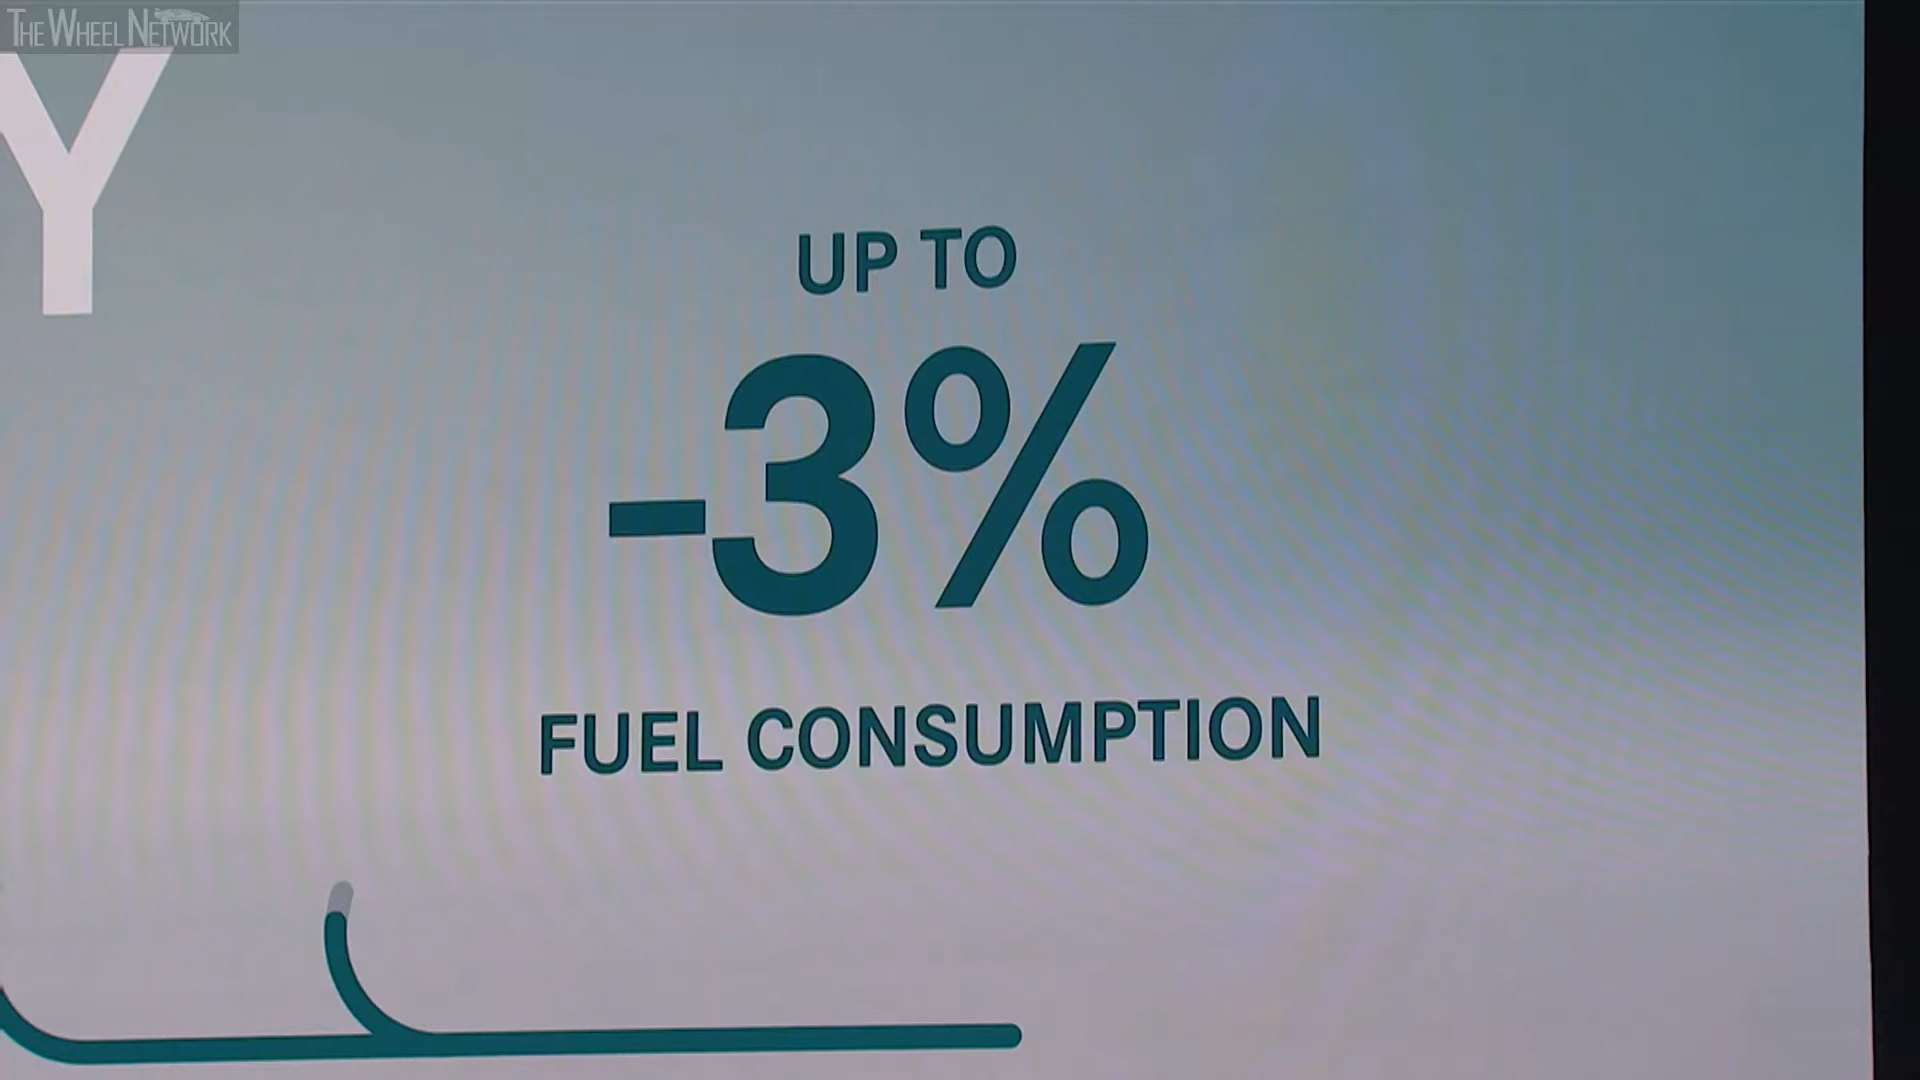 THE WHEEL NETWORK
Y
UP TO
-3%
FUEL CONSUMPTION